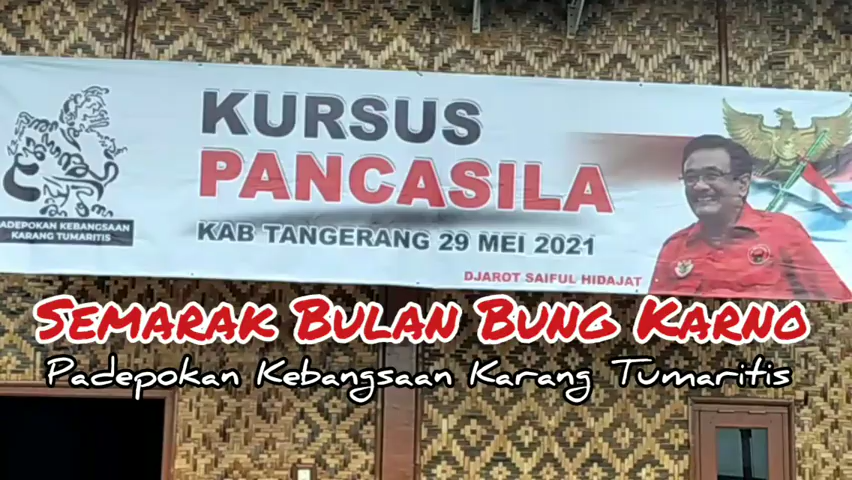 KURSUS
PANCASILA
KAB TANGERANG 29 MEI 2021
PADEPOKAN KEBANGSAAN
KARANG TUMARITIS
DJAROT SAIFUL HIDAJAT
Semarak Bulan Bung Karno
Padepokan Kebangsaan Karang Tumaritis